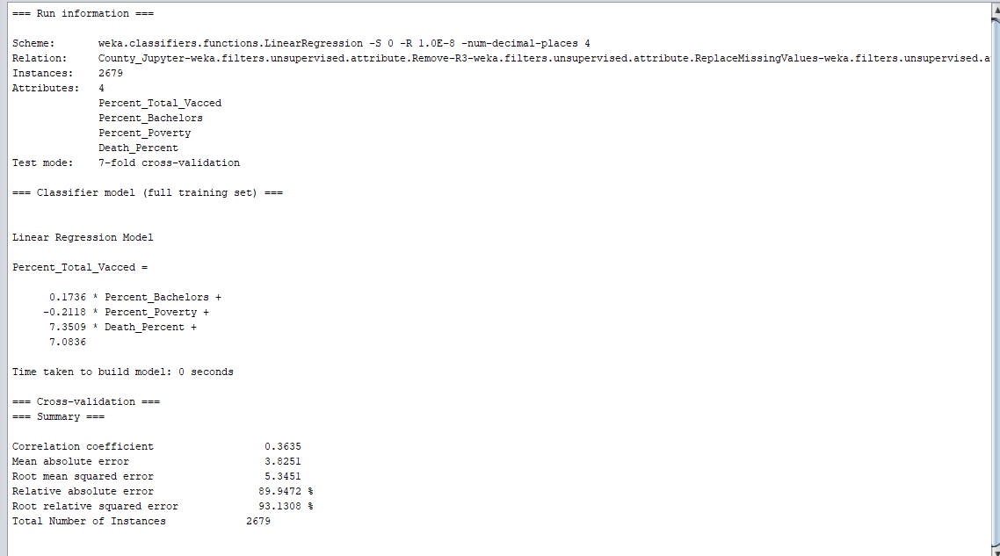 === Run information ===
Scheme: weka.classifiers.functions.LinearRegression -S 0 -R 1.0E-8 -num-decimal-places 4
Relation: County_Jupyter-weka.filters.unsupervised.attribute.Remove-R3-weka.filters.unsupervised.attribute.ReplaceMissingValues-weka.filters.unsupervised.a
Instances: 2679
Attributes: 4
Percent_Total_Vacced
Percent_Bachelors
Percent_Poverty
Death_Percent
Test mode: 7-fold cross-validation
=== Classifier model (full training set) ===
Linear Regression Model
Percent_Total_Vacced =
0.1736 * Percent_Bachelors +
-0.2118 * Percent_Poverty +
7.3509 * Death_Percent +
7.0836
Time taken to build model: 0 seconds
=== Cross-validation ===
=== Summary ===
Correlation coefficient 0.3635
Mean absolute error 3.8251
Root mean squared error 5.3451
Relative absolute error 89.9472 %
Root relative squared error 93.1308 %
Total Number of Instances 2679